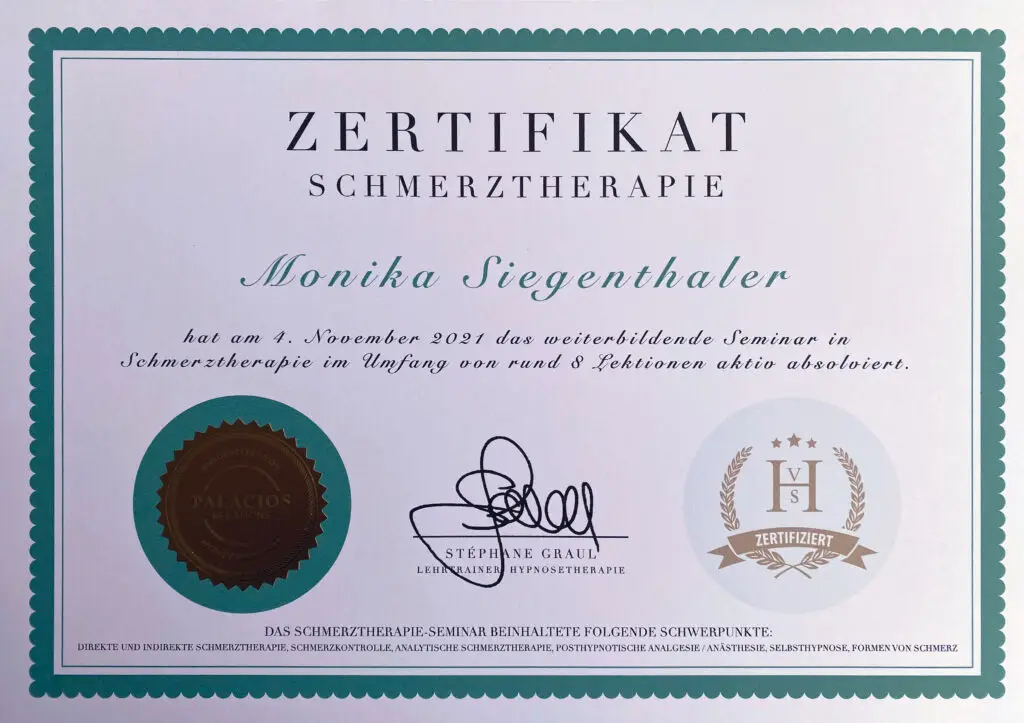 ZERTIFIKAT
SCHMERZTHERAPIE
Monika Siegenthaler
hat am 4. November 2021 das weiterbildende Seminar in
Schmerztherapie im Umfang von rund 8 Lektionen aktiv absolviert.
PALACIOS
RELATIONS
STÉPHANE GRAUL
LEHRTRAINER HYPNOSETHERAPIE
VHS
ZERTIFIZIERT
DAS SCHMERZTHERAPIE-SEMINAR BEINHALTETE FOLGENDE SCHWERPUNKTE:
DIREKTE UND INDIREKTE SCHMERZTHERAPIE, SCHMERZKONTROLLE, ANALYTISCHE SCHMERZTHERAPIE, POSTHYPNOTISCHE ANALGESIE / ANÄSTHESIE, SELBSTHYPNOSE, FORMEN VON SCHMERZ